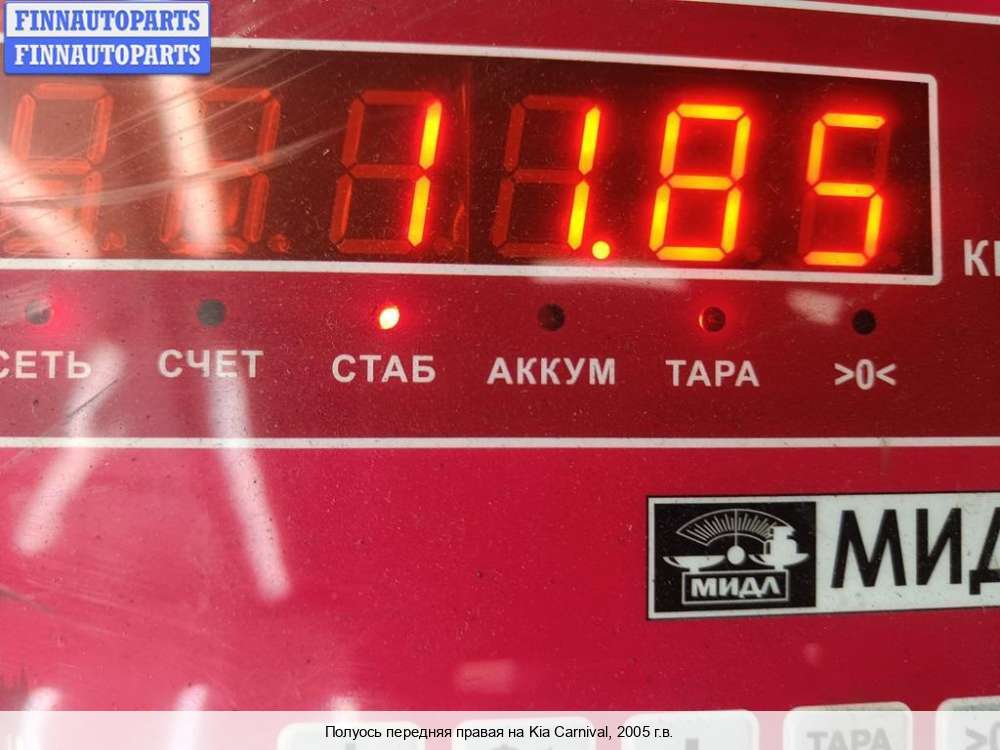 FINNAUTOPARTS
FINNAUTOPARTS
11.85
СЕТЬ СЧЕТ СТАБ АККУМ ТАРА >0<
МИДЛ
ТАРА
Полуось передняя правая на Kia Carnival, 2005 г.в.